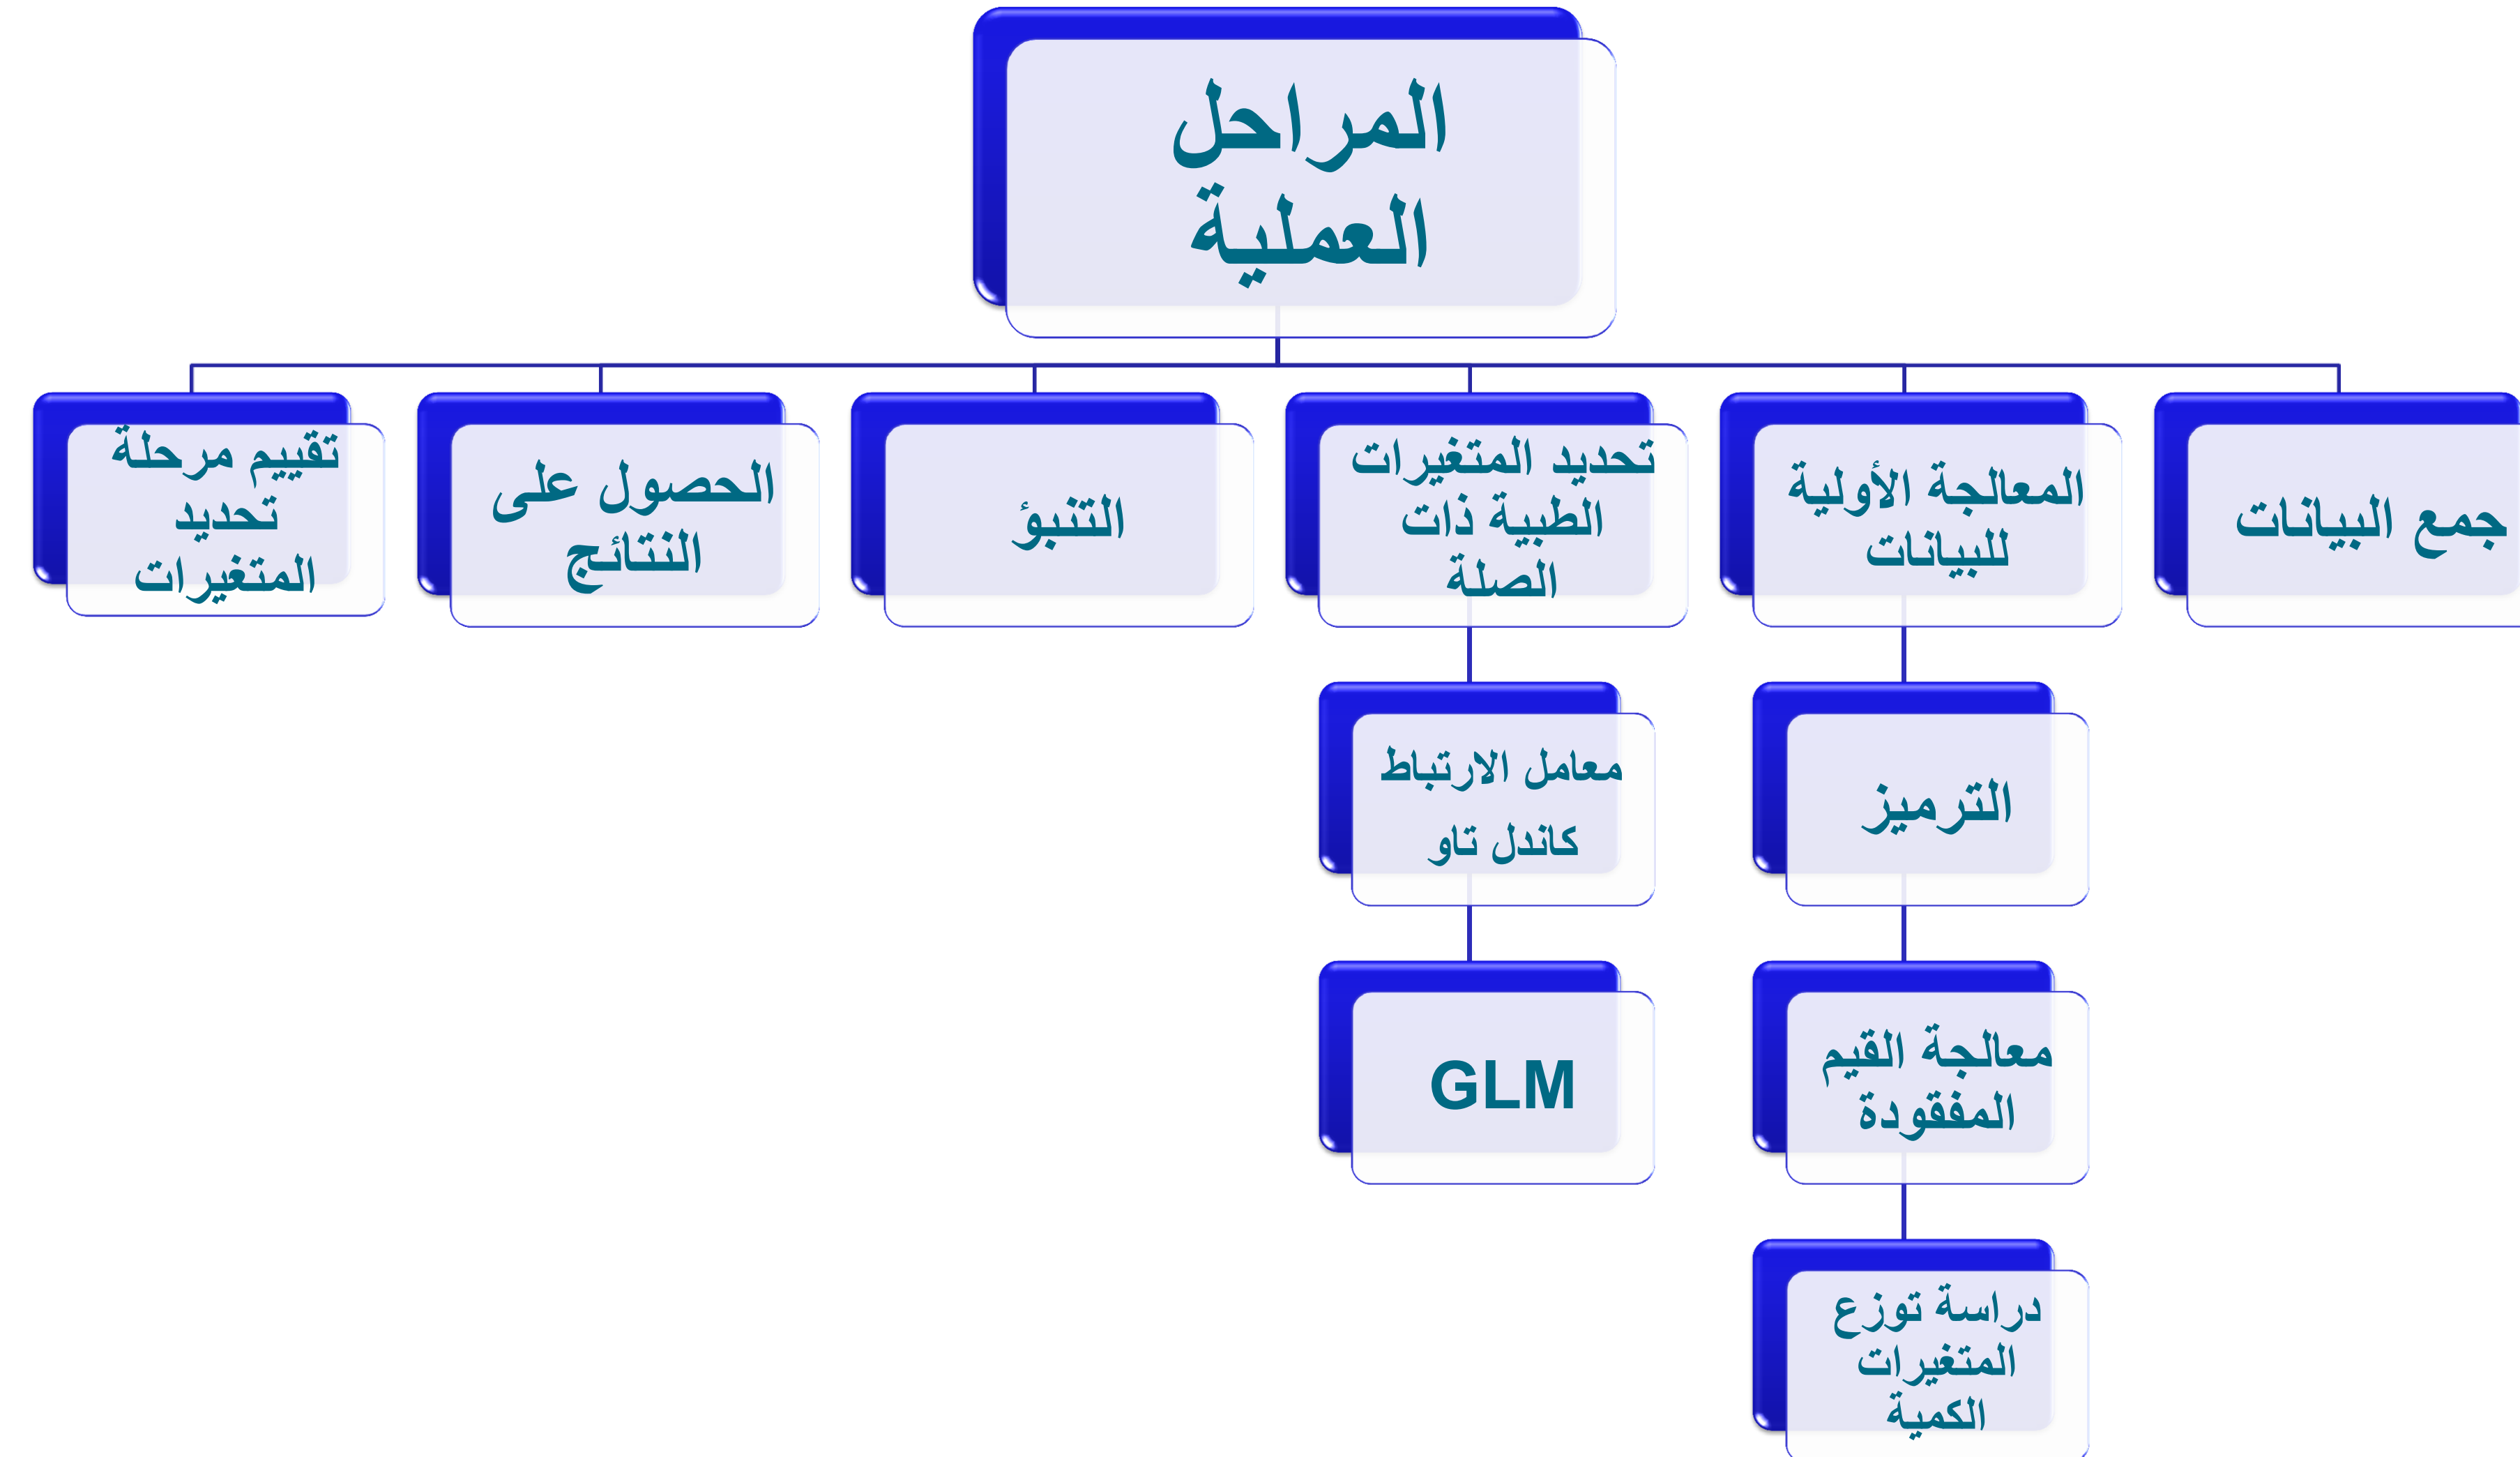 المراحل
العملية
جمع البيانات
المعالجة الأولية
للبيانات
الترميز
معالجة القيم
المفقودة
دراسة توزع
المتغيرات
الكمية
تحديد المتغيرات
الطبية ذات
الصلة
معامل الارتباط
كاندل تاو
GLM
التنبؤ
الحصول على
النتائج
تقييم مرحلة
تحديد
المتغيرات